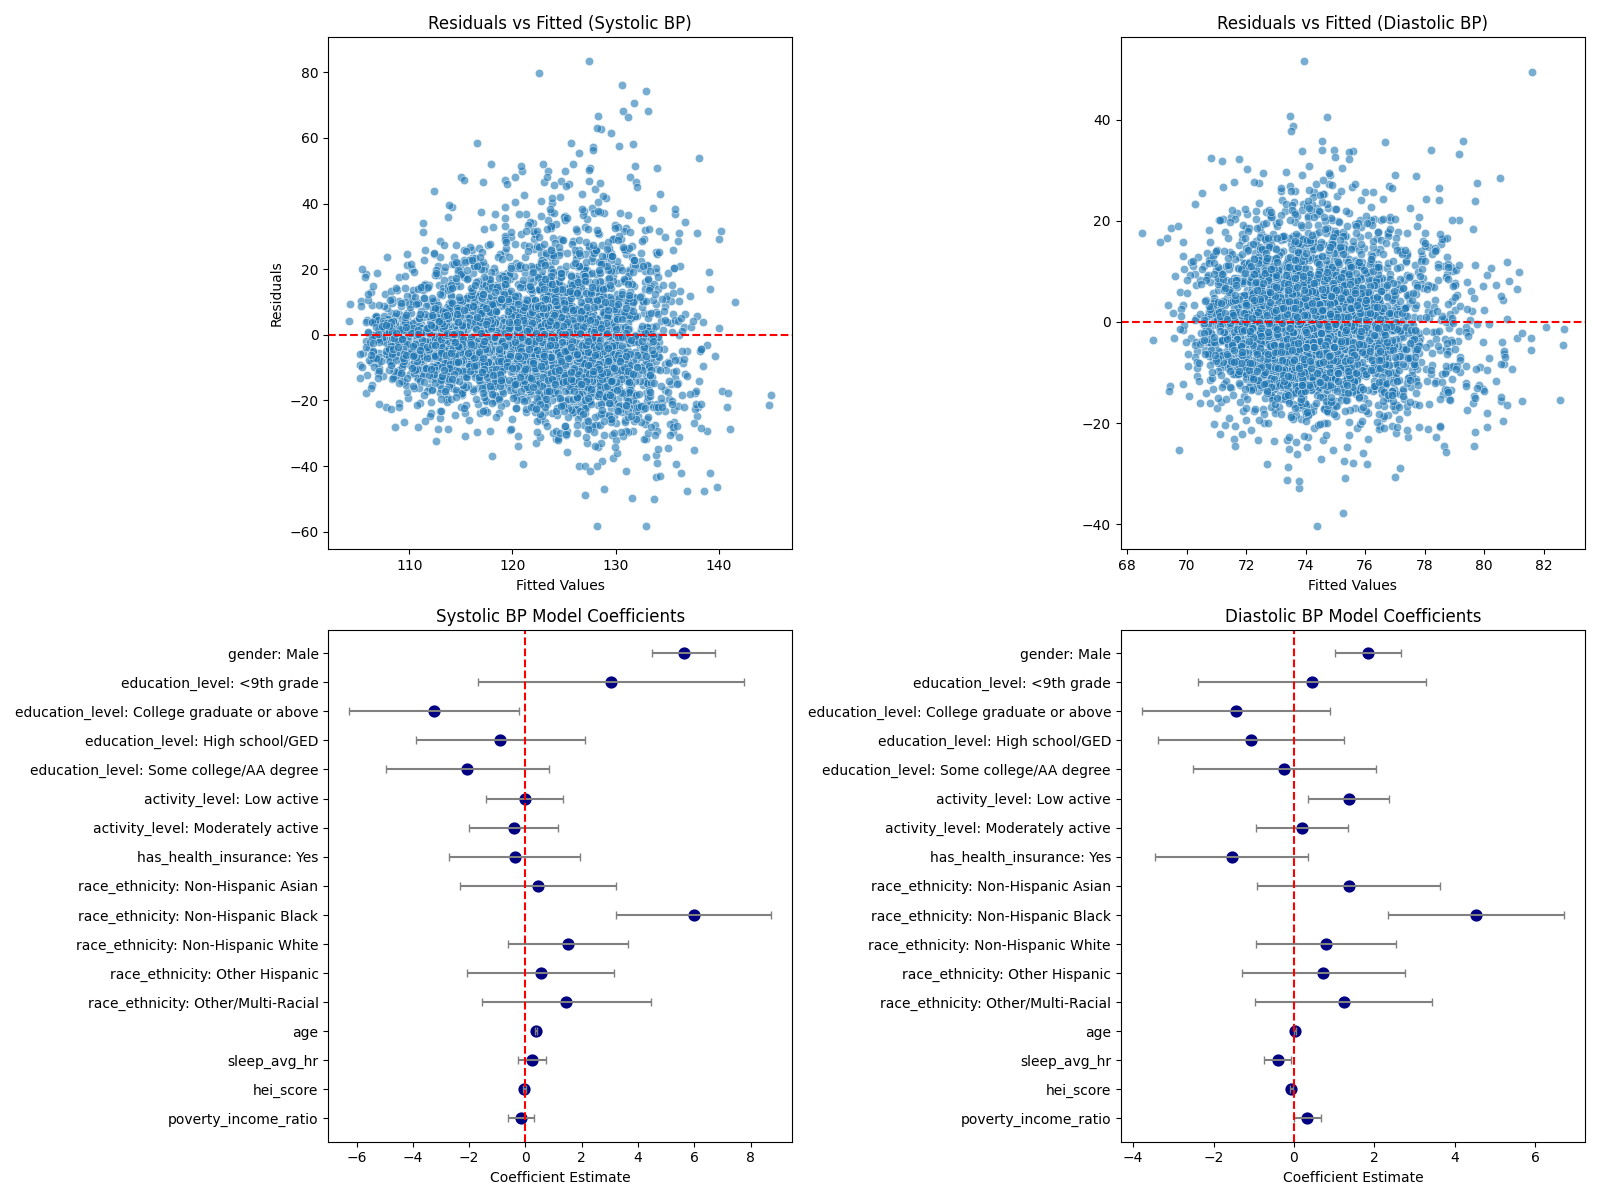 Residuals vs Fitted (Systolic BP)
80
60
40
20
0
−20
−40
−60
Residuals
110
120
130
140
Fitted Values
Residuals vs Fitted (Diastolic BP)
40
20
0
−20
−40
68
70
72
74
76
78
80
82
Fitted Values
Systolic BP Model Coefficients
gender: Male
education_level: <9th grade
education_level: College graduate or above
education_level: High school/GED
education_level: Some college/AA degree
activity_level: Low active
activity_level: Moderately active
has_health_insurance: Yes
race_ethnicity: Non-Hispanic Asian
race_ethnicity: Non-Hispanic Black
race_ethnicity: Non-Hispanic White
race_ethnicity: Other Hispanic
race_ethnicity: Other/Multi-Racial
age
sleep_avg_hr
hei_score
poverty_income_ratio
−6
−4
−2
0
2
4
6
8
Coefficient Estimate
Diastolic BP Model Coefficients
gender: Male
education_level: <9th grade
education_level: College graduate or above
education_level: High school/GED
education_level: Some college/AA degree
activity_level: Low active
activity_level: Moderately active
has_health_insurance: Yes
race_ethnicity: Non-Hispanic Asian
race_ethnicity: Non-Hispanic Black
race_ethnicity: Non-Hispanic White
race_ethnicity: Other Hispanic
race_ethnicity: Other/Multi-Racial
age
sleep_avg_hr
hei_score
poverty_income_ratio
−4
−2
0
2
4
6
Coefficient Estimate